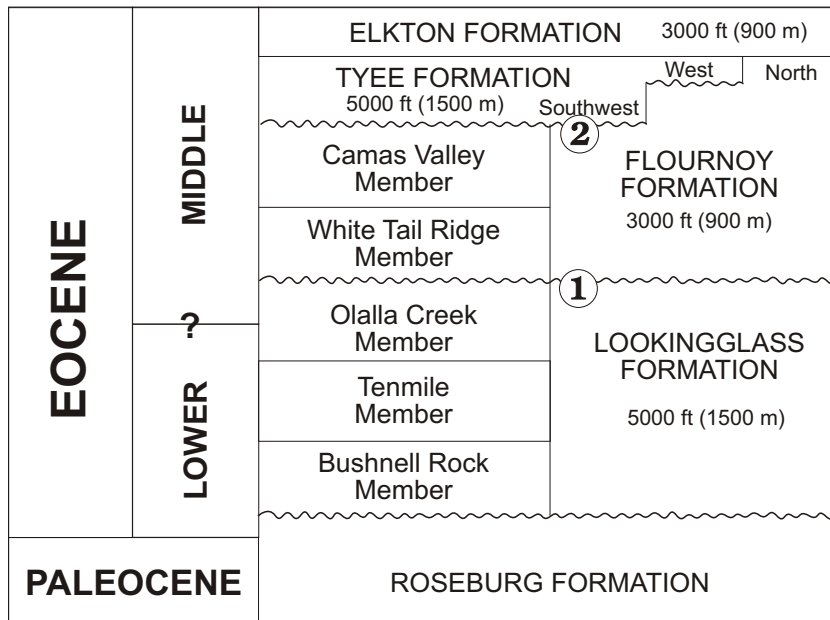 EOCENE
MIDDLE
?
LOWER
PALEOCENE
ELKTON FORMATION 3000 ft (900 m)
TYEE FORMATION
5000 ft (1500 m)
Southwest
West
North
2
Camas Valley
Member
White Tail Ridge
Member
FLOURNOY
FORMATION
3000 ft (900 m)
1
Olalla Creek
Member
Tenmile
Member
Bushnell Rock
Member
LOOKINGGLASS
FORMATION
5000 ft (1500 m)
ROSEBURG FORMATION